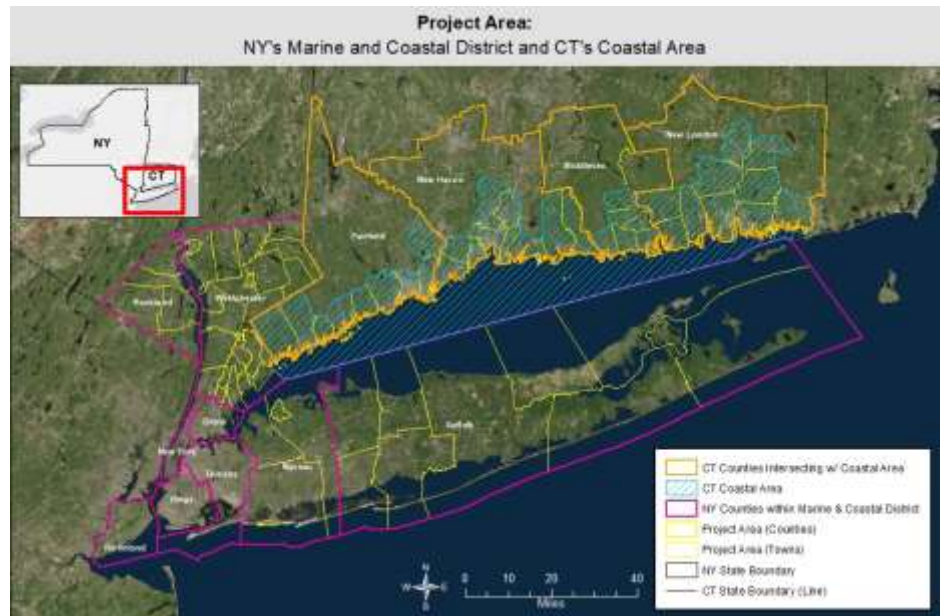 Project Area:
NY's Marine and Coastal District and CT's Coastal Area
NY
CT
New London
Middlesex
New Haven
Fairfield
Rockland
Westchester
Bronx
New York
Queens
Nassau
Suffolk
Kings
Richmond
CT Counties Intersecting w/ Coastal Area
CT Coastal Area
NY Counties within Marine & Coastal District
Project Area (Counties)
Project Area (Towns)
NY State Boundary
CT State Boundary (Line)
N
W
E
S
0 10 20 40
Miles